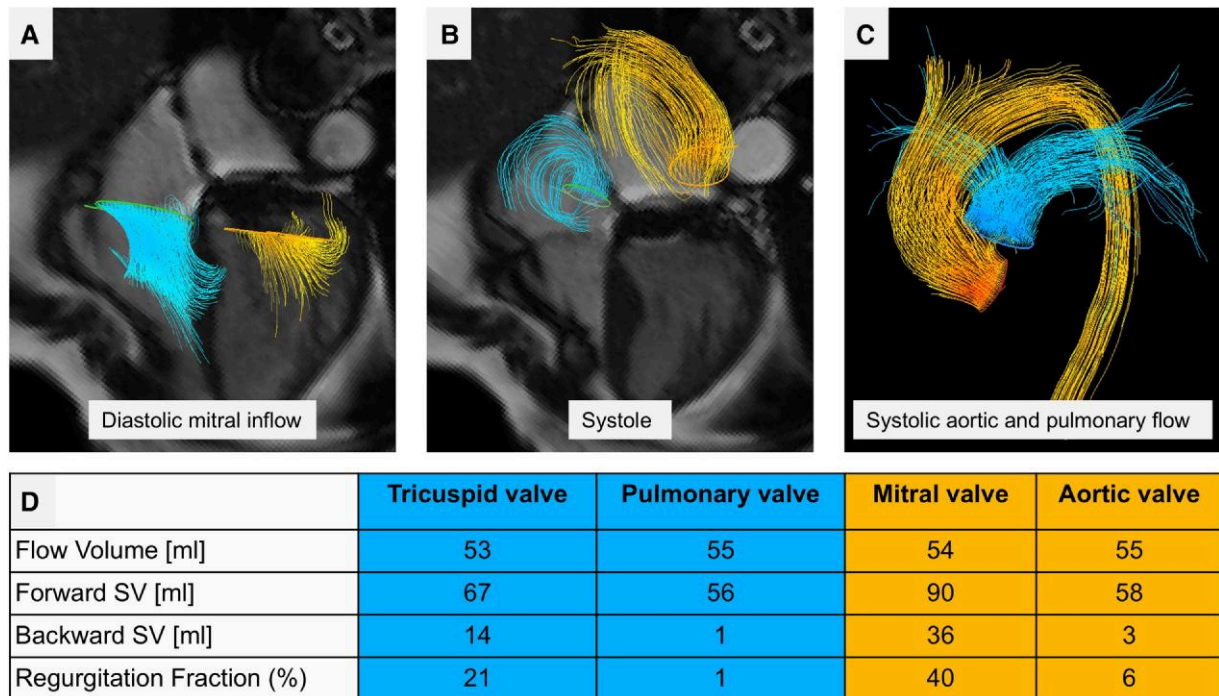 A
B
C
Diastolic mitral inflow
Systole
Systolic aortic and pulmonary flow
D Tricuspid valve Pulmonary valve Mitral valve Aortic valve
Flow Volume [ml] 53 55 54 55
Forward SV [ml] 67 56 90 58
Backward SV [ml] 14 1 36 3
Regurgitation Fraction (%) 21 1 40 6